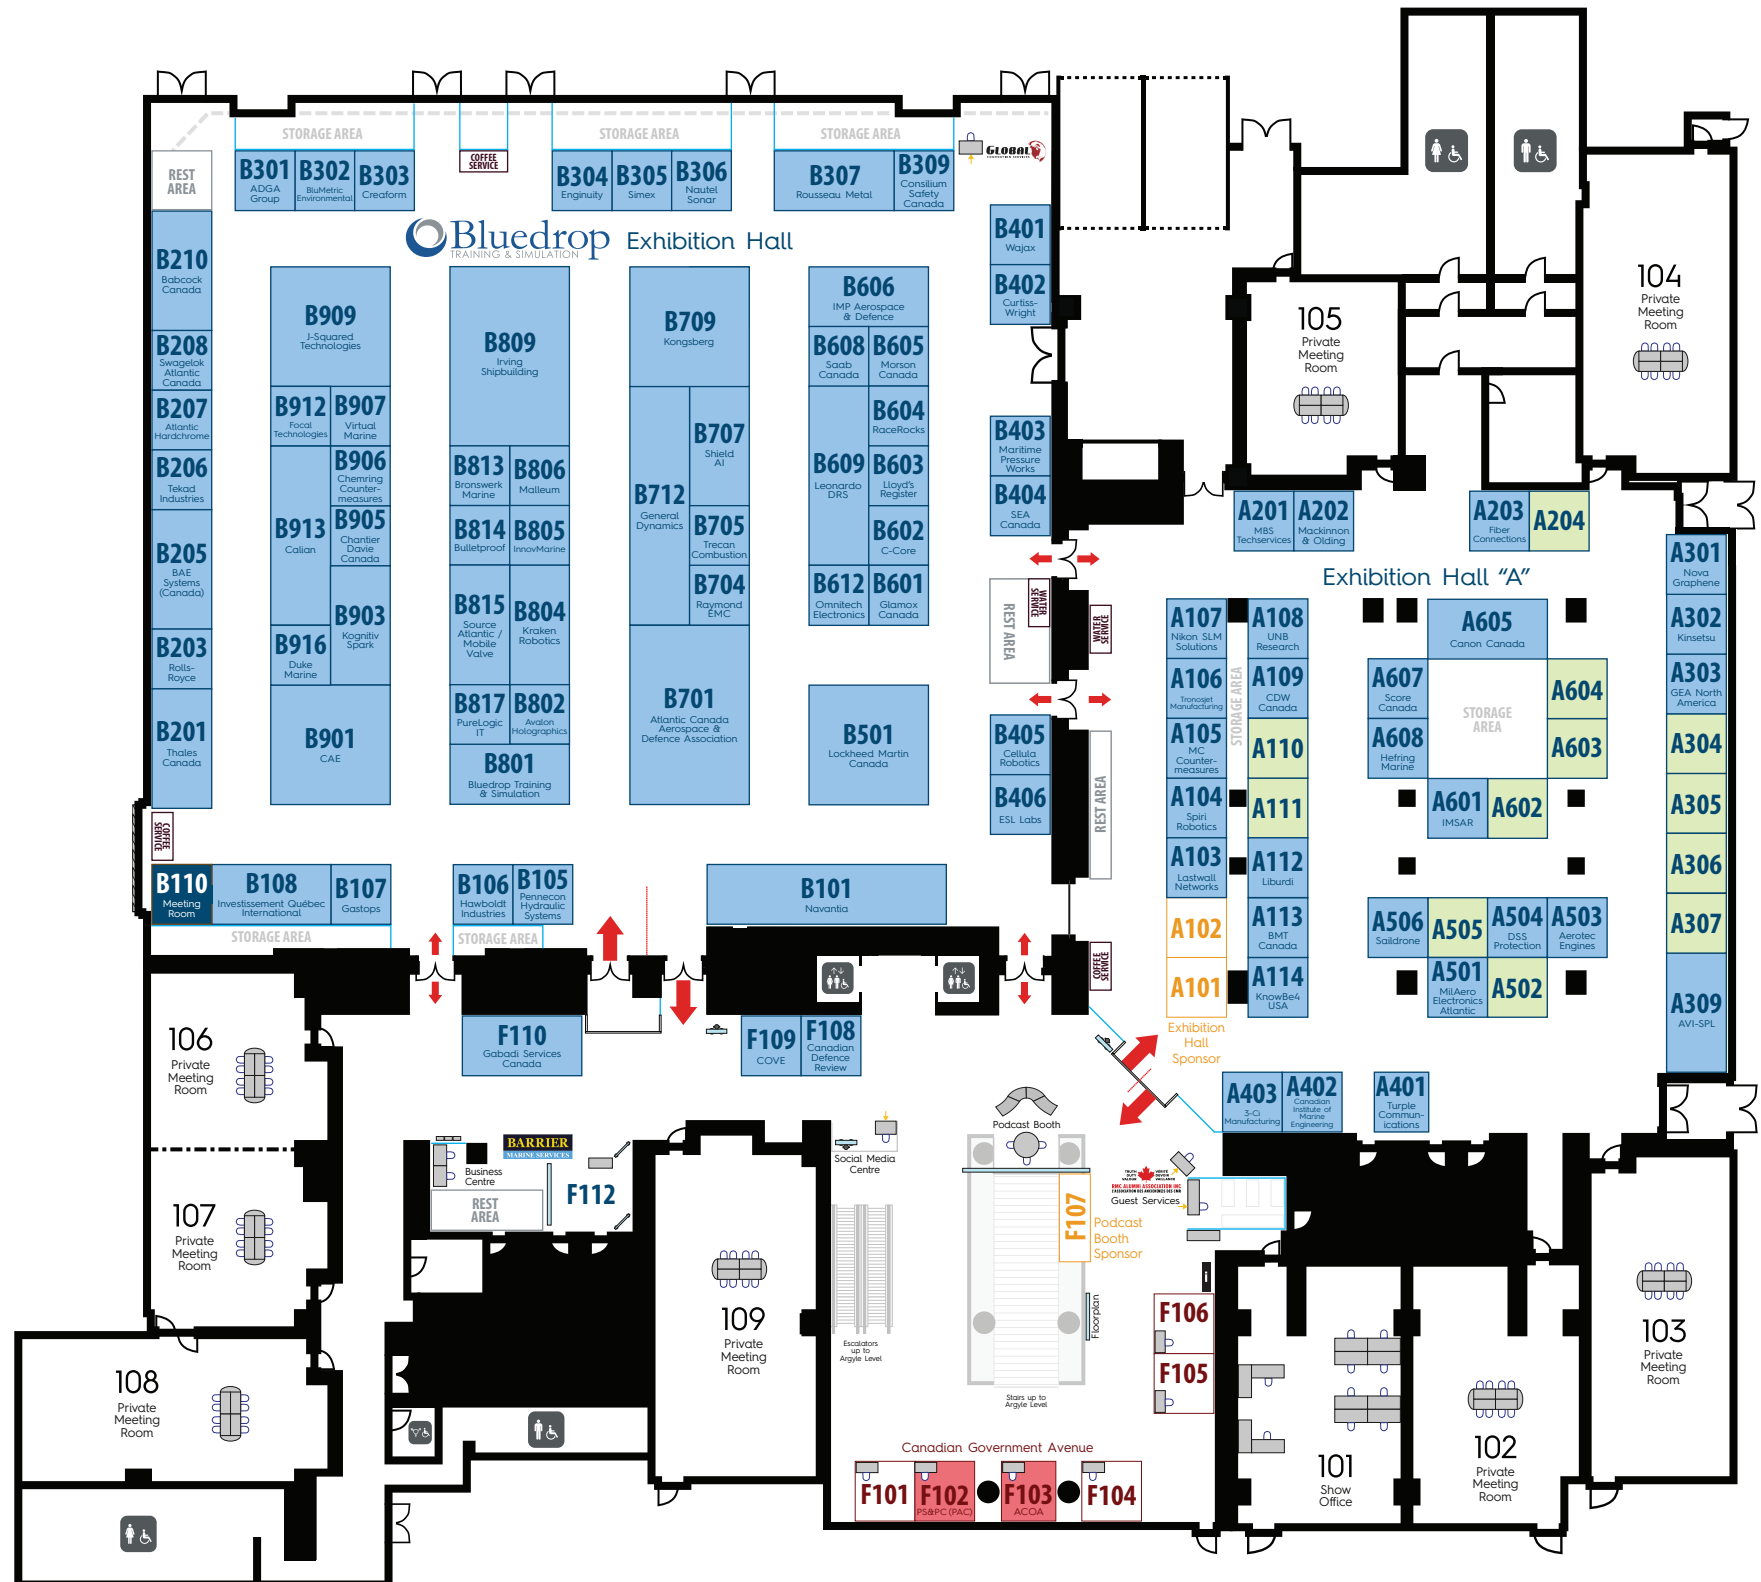 STORAGE AREA
STORAGE AREA
STORAGE AREA
COFFEE
SERVICE
GLOBAL
REST
AREA
B301
ADGA
Group
B302
BluMetric
Environmental
B303
Creaform
B304
Enginuity
B305
Simex
B306
Nautel
Sonar
B307
Rousseau Metal
B309
Consilium
Safety
Canada
Bluedrop
TRAINING & SIMULATION
Exhibition Hall
B401
Wajax
B402
Curtiss-
Wright
B403
Maritime
Pressure
Works
B404
SEA
Canada
B405
Cellula
Robotics
B406
ESL Labs
B210
Babcock
Canada
B208
Swagelok
Atlantic
Canada
B207
Atlantic
Hardchrome
B206
Tekad
Industries
B205
BAE
Systems
(Canada)
B203
Rolls-
Royce
B201
Thales
Canada
B909
J-Squared
Technologies
B912
Focal
Technologies
B907
Virtual
Marine
B906
Chemring
Counter-
measures
B913
Calian
B905
Chantier
Davie
Canada
B903
Kognitiv
Spark
B916
Duke
Marine
B901
CAE
B809
Irving
Shipbuilding
B813
Bronswerk
Marine
B806
Malleum
B814
Bulletproof
B805
InnovMarine
B815
Source
Atlantic /
Mobile
Valve
B804
Kraken
Robotics
B817
PureLogic
IT
B802
Avalon
Holographics
B801
Bluedrop Training
& Simulation
B709
Kongsberg
B707
Shield
AI
B712
General
Dynamics
B705
Trecan
Combustion
B704
Raymond
EMC
B701
Atlantic Canada
Aerospace &
Defence Association
B606
IMP Aerospace
& Defence
B608
Saab
Canada
B605
Morson
Canada
B604
RaceRocks
B609
Leonardo
DRS
B603
Lloyd's
Register
B602
C-Core
B612
Omnitech
Electronics
B601
Glamox
Canada
B501
Lockheed Martin
Canada
REST AREA
WATER
SERVICE
WATER
SERVICE
REST AREA
COFFEE
SERVICE
COFFEE
SERVICE
B110
Meeting
Room
B108
Investissement Québec
International
B107
Gastops
B106
Hawboldt
Industries
B105
Pennecon
Hydraulic
Systems
B101
Navantia
STORAGE AREA
STORAGE AREA
105
Private
Meeting
Room
104
Private
Meeting
Room
A201
MBS
Techservices
A202
Mackinnon
& Olding
A203
Fiber
Connections
A204
Exhibition Hall "A"
A301
Nova
Graphene
A302
Kinsetsu
A303
GEA North
America
A304
A305
A306
A307
A309
AVI-SPL
A107
Nikon SLM
Solutions
A106
Tronosjet
Manufacturing
A105
MC
Counter-
measures
A104
Spiri
Robotics
A103
Lastwall
Networks
A102
A101
Exhibition
Hall
Sponsor
STORAGE AREA
A108
UNB
Research
A109
CDW
Canada
A110
A111
A112
Liburdi
A113
BMT
Canada
A114
KnowBe4
USA
A605
Canon Canada
A607
Score
Canada
A608
Hefring
Marine
STORAGE
AREA
A604
A603
A601
IMSAR
A602
A506
Saildrone
A505
A504
DSS
Protection
A503
Aerotec
Engines
A501
MilAero
Electronics
Atlantic
A502
A403
3-Ci
Manufacturing
A402
Canadian
Institute of
Marine
Engineering
A401
Turple
Commun-
ications
106
Private
Meeting
Room
107
Private
Meeting
Room
108
Private
Meeting
Room
F110
Gabadi Services
Canada
F109
COVE
F108
Canadian
Defence
Review
BARRIER
MARINE SERVICES
Business
Centre
REST
AREA
F112
109
Private
Meeting
Room
Social Media
Centre
Podcast Booth
Escalators
up to
Argyle Level
F107
Podcast
Booth
Sponsor
Floorplan
Stairs up to
Argyle Level
TRUTH
DUTY
VALOUR
VÉRITÉ
DEVOIR
VAILLANCE
RMC ALUMNI ASSOCIATION INC
L'ASSOCIATION DES ANCIEN(NE)S DES CMR
Guest Services
F106
F105
Canadian Government Avenue
F101
F102
PS&PC (PAC)
F103
ACOA
F104
101
Show
Office
102
Private
Meeting
Room
103
Private
Meeting
Room